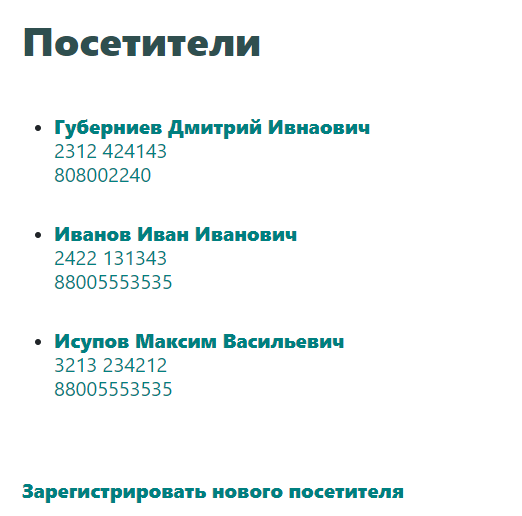 Посетители
Губерниев Дмитрий Ивнаович
2312 424143
808002240
Иванов Иван Иванович
2422 131343
88005553535
Исупов Максим Васильевич
3213 234212
88005553535
Зарегистрировать нового посетителя